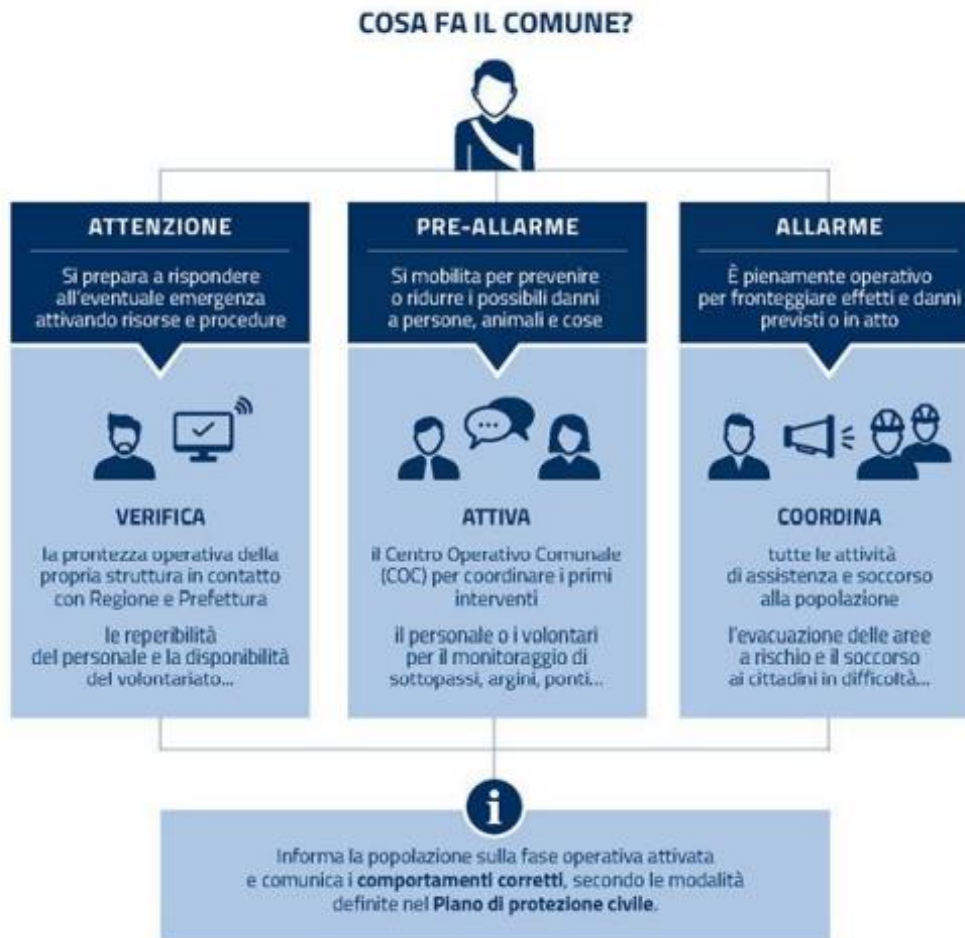 COSA FA IL COMUNE?
ATTENZIONE
Si prepara a rispondere
all'eventuale emergenza
attivando risorse e procedure
VERIFICA
la prontezza operativa della
propria struttura in contatto
con Regione e Prefettura
le reperibilità
del personale e la disponibilità
del volontariato...
PRE-ALLARME
Si mobilita per prevenire
o ridurre i possibili danni
a persone, animali e cose
ATTIVA
il Centro Operativo Comunale
(COC) per coordinare i primi
interventi
il personale o i volontari
per il monitoraggio di
sottopassi, argini, ponti...
ALLARME
È pienamente operativo
per fronteggiare effetti e danni
previsti o in atto
COORDINA
tutte le attività
di assistenza e soccorso
alla popolazione
l'evacuazione delle aree
a rischio e il soccorso
ai cittadini in difficoltà...
i
Informa la popolazione sulla fase operativa attivata
e comunica i comportamenti corretti, secondo le modalità
definite nel Plano di protezione civile.